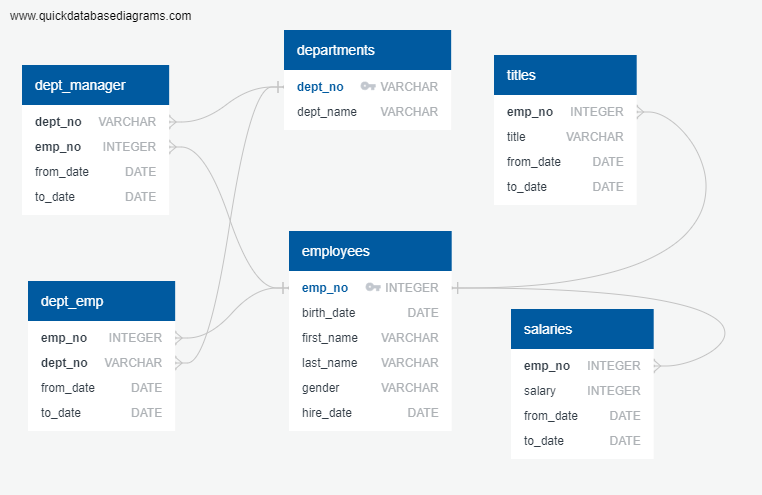 www.quickdatabasediagrams.com
dept_manager
dept_no VARCHAR
emp_no INTEGER
from_date DATE
to_date DATE
departments
dept_no VARCHAR
dept_name VARCHAR
titles
emp_no INTEGER
title VARCHAR
from_date DATE
to_date DATE
dept_emp
emp_no INTEGER
dept_no VARCHAR
from_date DATE
to_date DATE
employees
emp_no INTEGER
birth_date DATE
first_name VARCHAR
last_name VARCHAR
gender VARCHAR
hire_date DATE
salaries
emp_no INTEGER
salary INTEGER
from_date DATE
to_date DATE